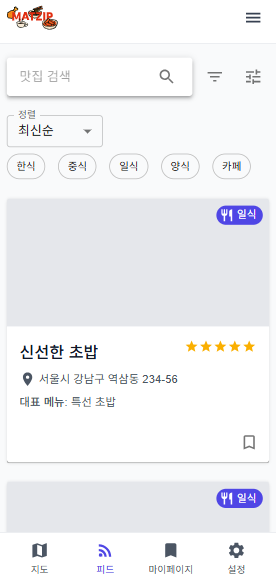 MATZIP
맛집 검색
정렬
최신순
한식 중식 일식 양식 카페
일식
신선한 초밥
서울시 강남구 역삼동 234-56
대표 메뉴: 특선 초밥
일식
지도 피드 마이페이지 설정